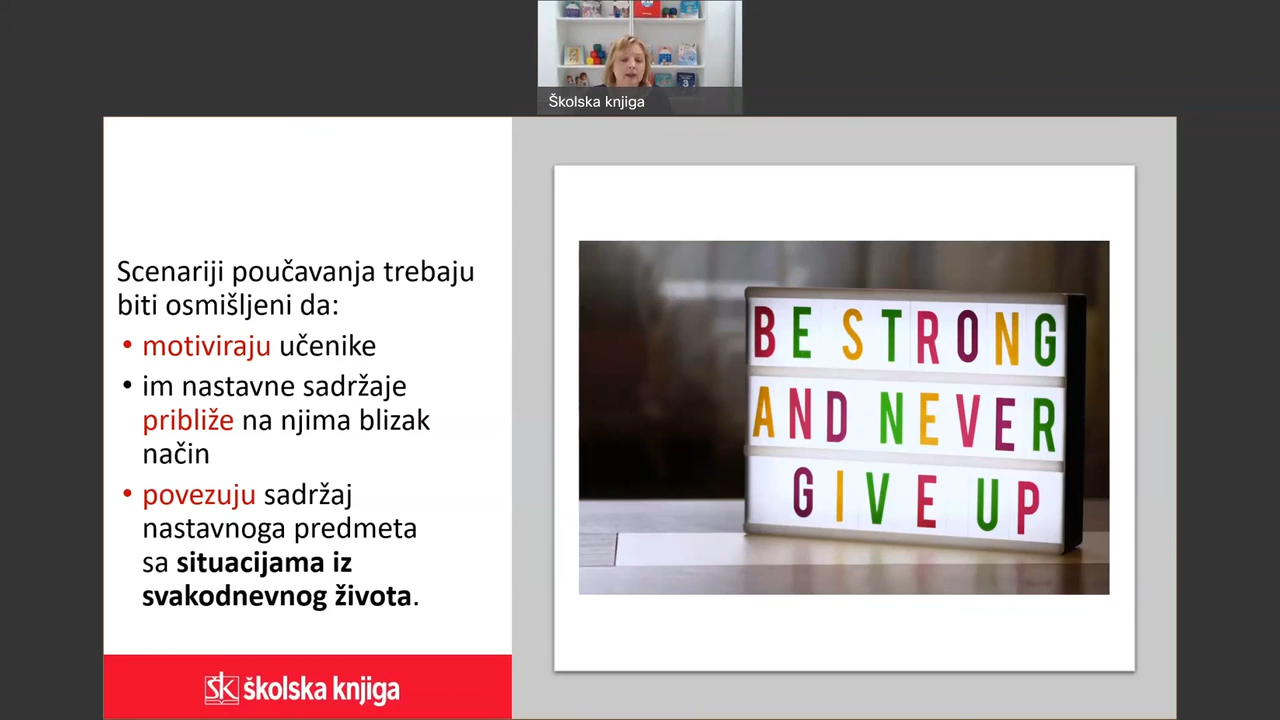 Školska knjiga
Scenariji poučavanja trebaju
biti osmišljeni da:
• motiviraju učenike
• im nastavne sadržaje
približe na njima blizak
način
• povezuju sadržaj
nastavnoga predmeta
sa situacijama iz
svakodnevnog života.
BE STRONG
AND NEVER
GIVE UP
ŠK školska knjiga